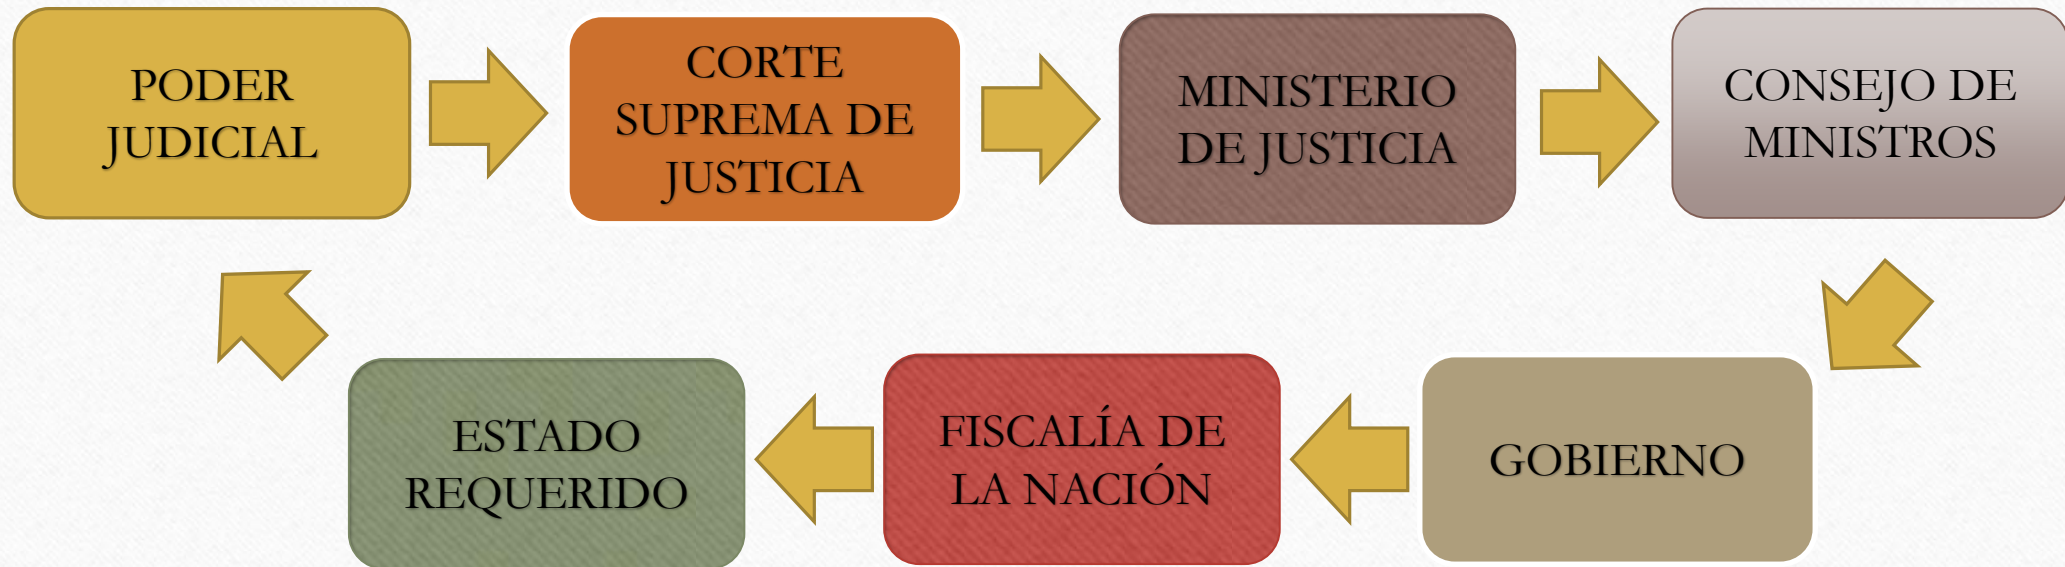 PODER
JUDICIAL
CORTE
SUPREMA DE
JUSTICIA
MINISTERIO
DE JUSTICIA
CONSEJO DE
MINISTROS
GOBIERNO
FISCALÍA DE
LA NACIÓN
ESTADO
REQUERIDO